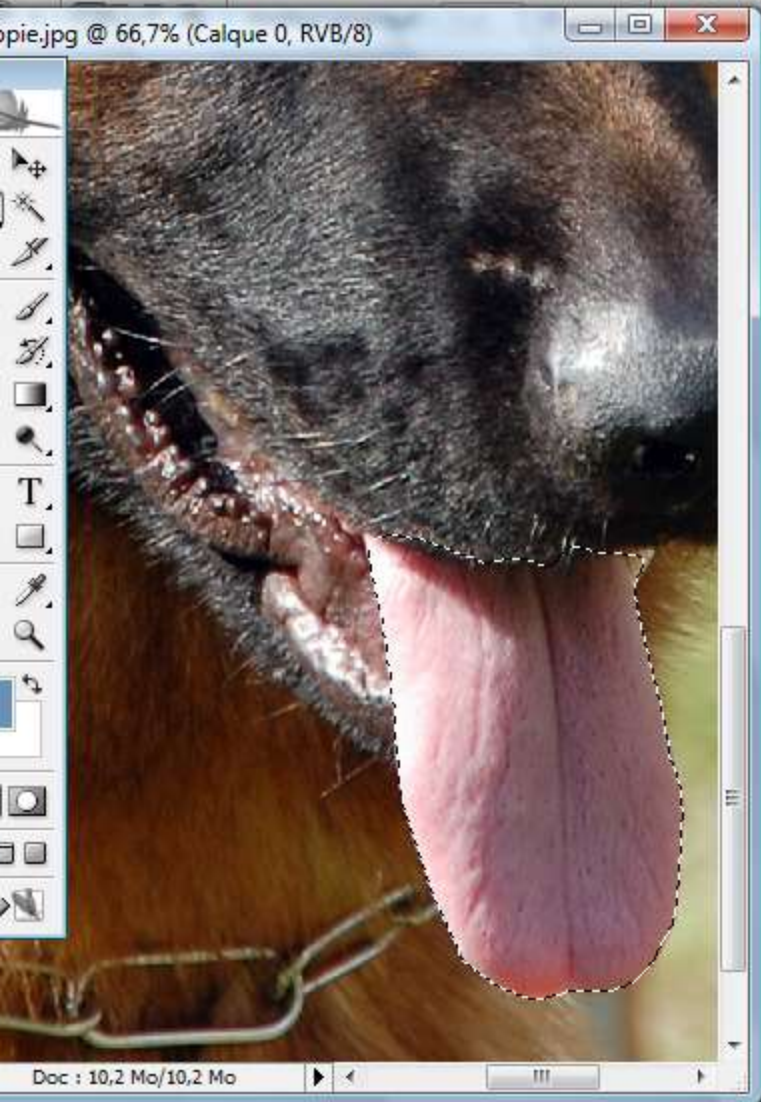 opie.jpg @ 66,7% (Calque 0, RVB/8)
T
Doc : 10,2 Mo/10,2 Mo